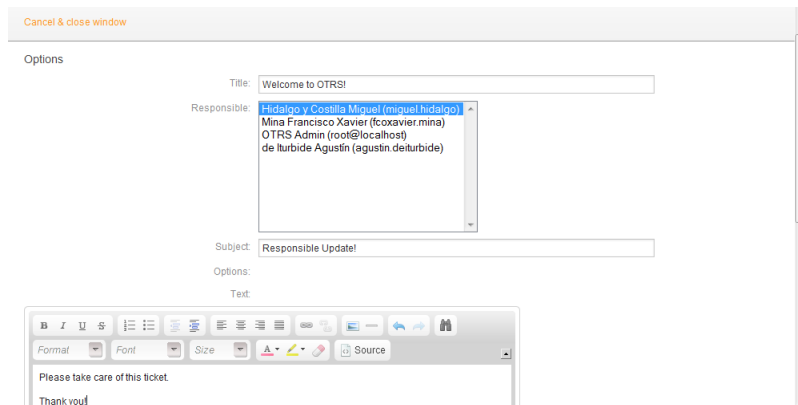 Cancel & close window
Options
Title: Welcome to OTRS!
Responsible: Hidalgo y Costilla Miguel (miguel.hidalgo)
Mina Francisco Xavier (fcoxavier.mina)
OTRS Admin (root@localhost)
de Iturbide Agustín (agustin.deiturbide)
Subject: Responsible Update!
Options:
Text:
B I U S
Format Font Size A Source
Please take care of this ticket.
Thank you!